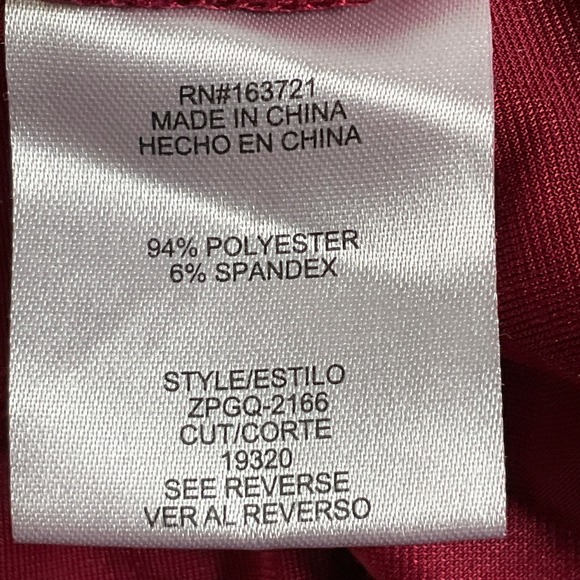 RN#163721
MADE IN CHINA
HECHO EN CHINA
94% POLYESTER
6% SPANDEX
STYLE/ESTILO
ZPGQ-2166
CUT/CORTE
19320
SEE REVERSE
VER AL REVERSO